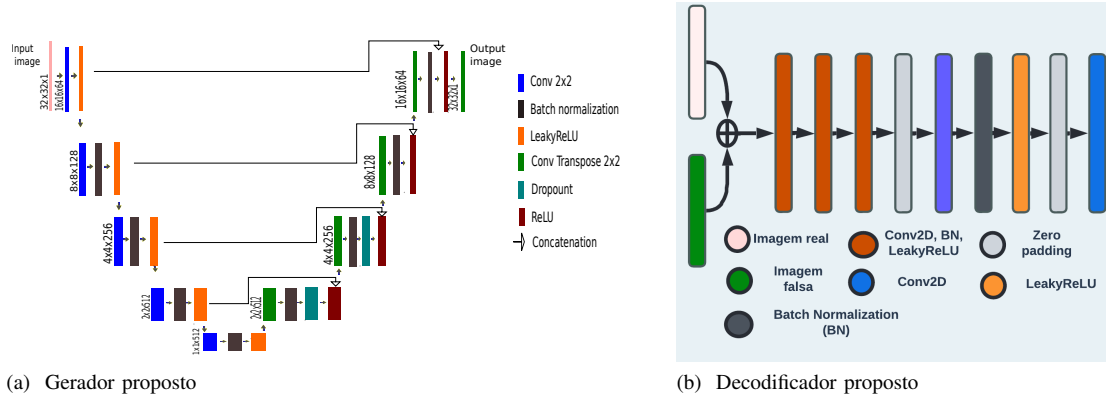 Input
image
32x32x1
16x16x64
8x8x128
4x4x256
2x2x512
1x1x512
2x2x512
4x4x256
8x8x128
16x16x64
32x32x1
Output
image
Conv 2x2
Batch normalization
LeakyReLU
Conv Transpose 2x2
Dropount
ReLU
Concatenation
(a) Gerador proposto
Imagem real
Imagem
falsa
Batch Normalization
(BN)
Conv2D, BN,
LeakyReLU
Conv2D
Zero
padding
LeakyReLU
(b) Decodificador proposto